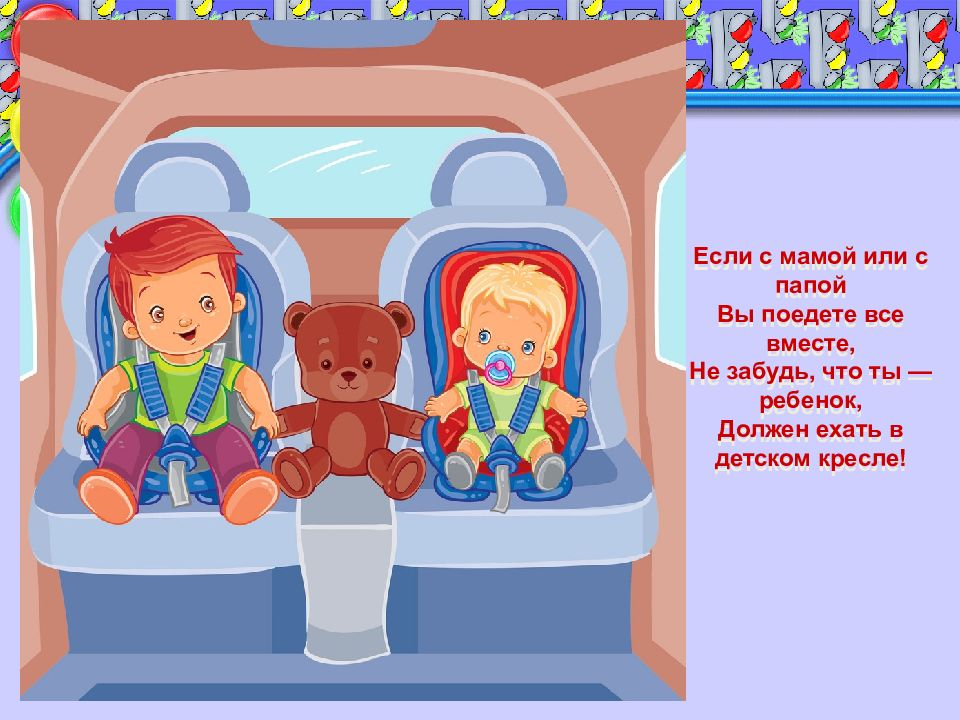 Если с мамой или с
папой
Вы поедете все
вместе,
Не забудь, что ты —
ребенок,
Должен ехать в
детском кресле!